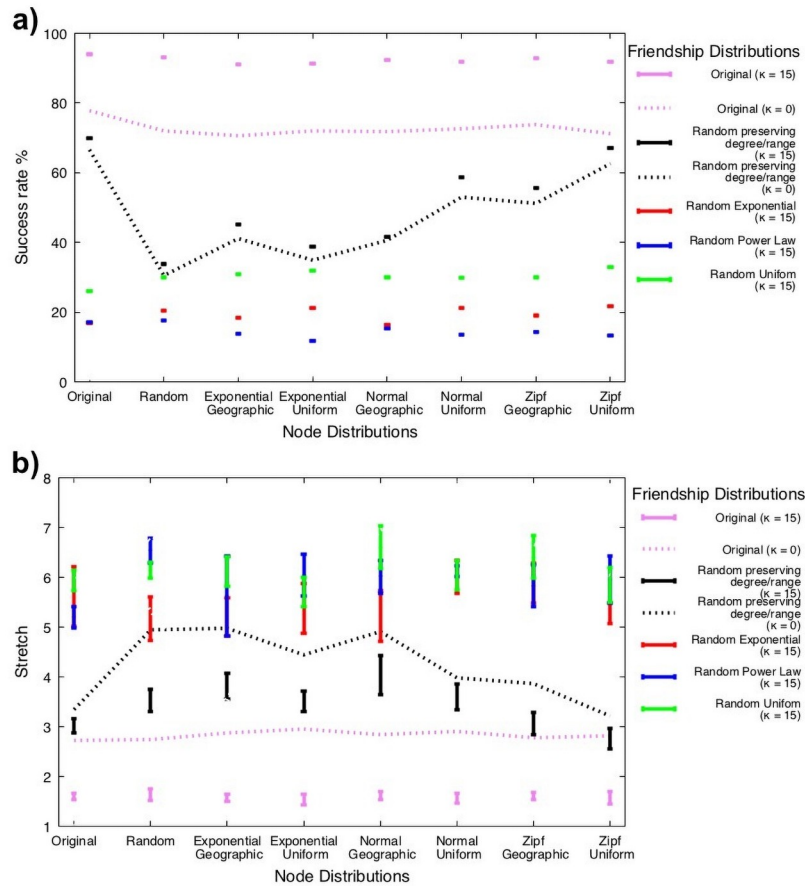 a)
100
80
60
40
20
0
Success rate %
Original
Random
Exponential
Geographic
Exponential
Uniform
Normal
Geographic
Normal
Uniform
Zipf
Geographic
Zipf
Uniform
Node Distributions
Friendship Distributions
Original (κ = 15)
Original (κ = 0)
Random preserving
degree/range
(κ = 15)
Random preserving
degree/range
(κ = 0)
Random Exponential
(κ = 15)
Random Power Law
(κ = 15)
Random Unifom
(κ = 15)
b)
8
7
6
5
4
3
2
1
Stretch
Original
Random
Exponential
Geographic
Exponential
Uniform
Normal
Geographic
Normal
Uniform
Zipf
Geographic
Zipf
Uniform
Node Distributions
Friendship Distributions
Original (κ = 15)
Original (κ = 0)
Random preserving
degree/range
(κ = 15)
Random preserving
degree/range
(κ = 0)
Random Exponential
(κ = 15)
Random Power Law
(κ = 15)
Random Unifom
(κ = 15)